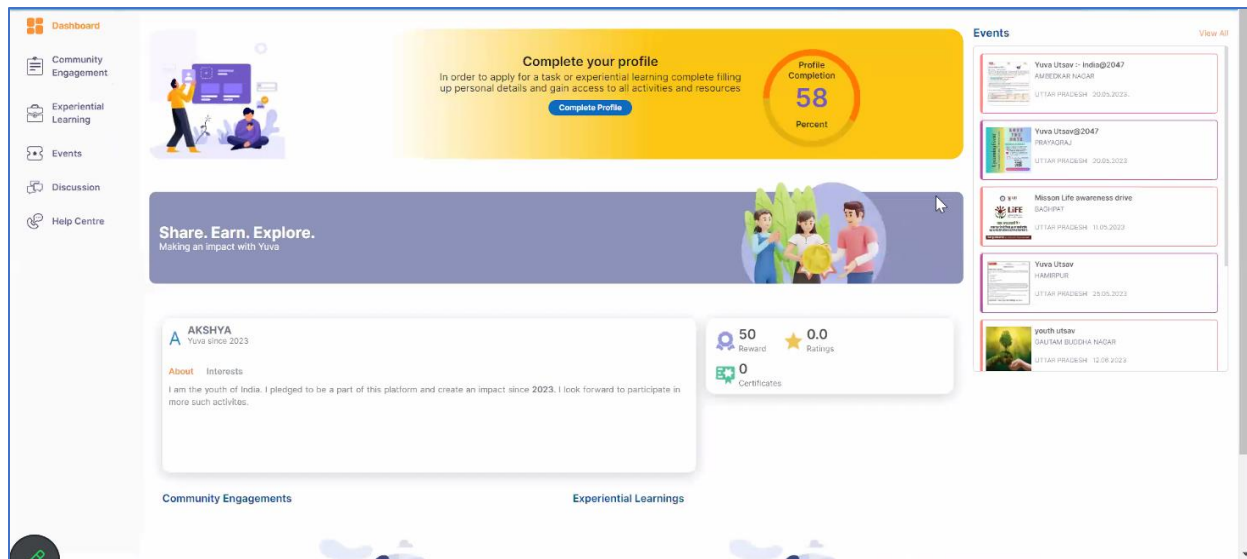 Dashboard
Community
Engagement
Experiential
Learning
Events
Discussion
Help Centre
Complete your profile
In order to apply for a task or experiential learning complete filling
up personal details and gain access to all activities and resources
Complete Profile
Profile
Completion
58
Percent
Share. Earn. Explore.
Making an impact with Yuva
A AKSHYA
Yuva since 2023
About Interests
I am the youth of India. I pledged to be a part of this platform and create an impact since 2023. I look forward to participate in
more such activites.
50
Reward
0.0
Ratings
0
Certificates
Community Engagements
Experiential Learnings
Events View All
Yuva Utsav :- India@2047
AMBEDKAR NAGAR
UTTAR PRADESH 20.05.2023.
Yuva Utsav@2047
PRAYAGRAJ
UTTAR PRADESH 20.05.2023
LiFE
Misson Life awareness drive
BAGHPAT
UTTAR PRADESH 11.05.2023
Yuva Utsav
HAMIRPUR
UTTAR PRADESH 25.05.2023
youth utsav
GAUTAM BUDDHA NAGAR
UTTAR PRADESH 12.06.2023